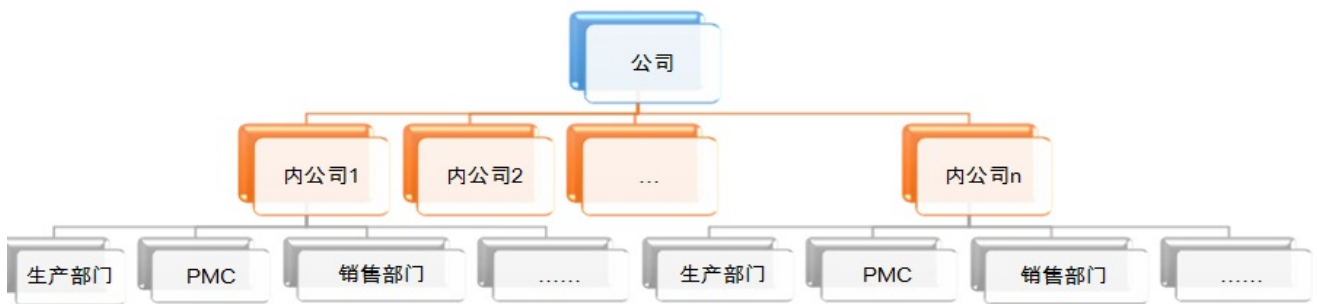 公司
内公司1
内公司2
...
内公司n
生产部门
PMC
销售部门
......
生产部门
PMC
销售部门
......